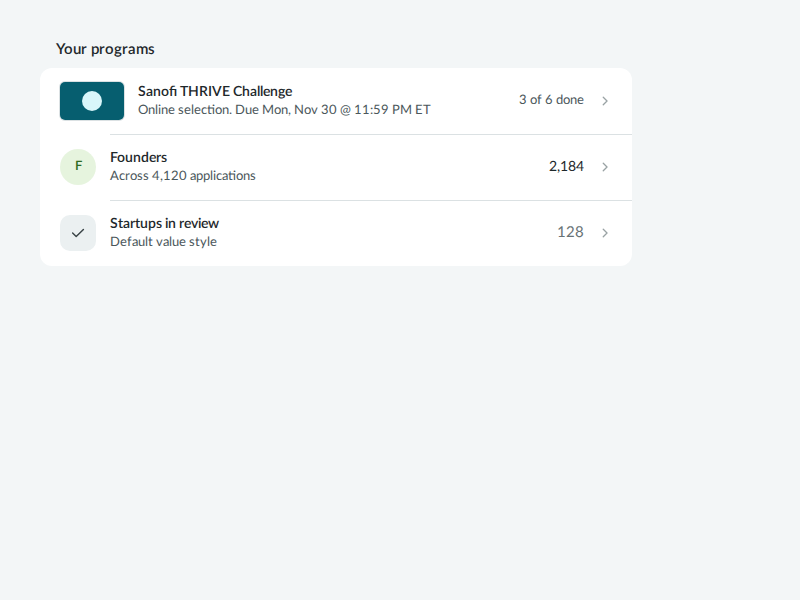 Your programs
Sanofi THRIVE Challenge
Online selection. Due Mon, Nov 30 @ 11:59 PM ET
3 of 6 done
F
Founders
Across 4,120 applications
2,184
Startups in review
Default value style
128